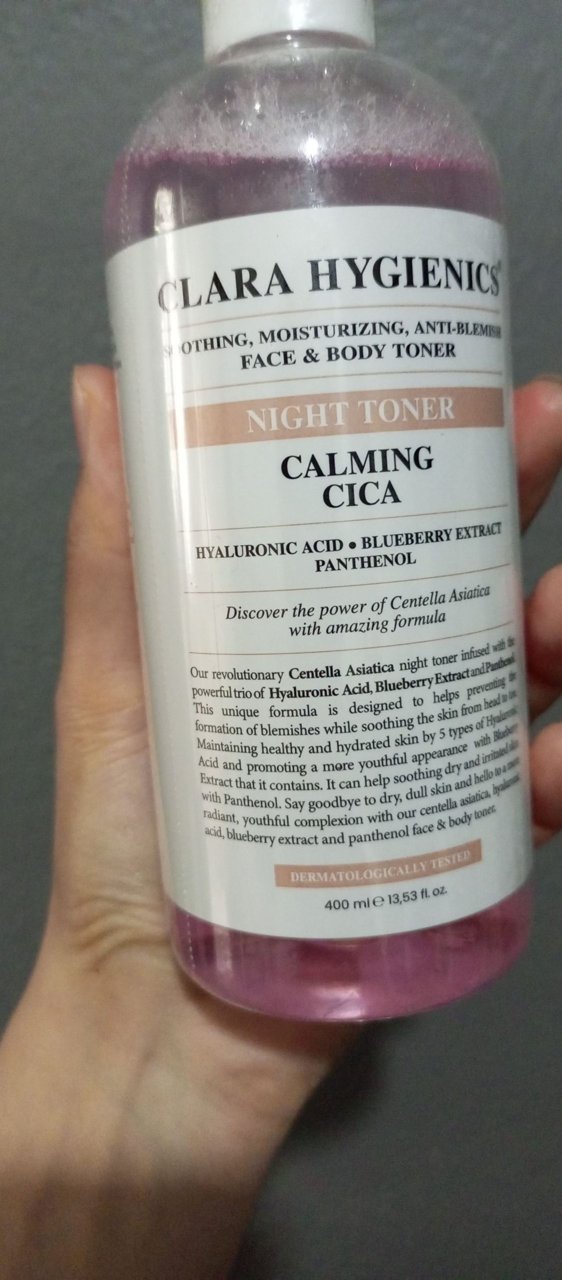 CLARA HYGIENICS
SOOTHING, MOISTURIZING, ANTI-BLEMISH
FACE & BODY TONER
NIGHT TONER
CALMING
CICA
HYALURONIC ACID • BLUEBERRY EXTRACT
PANTHENOL
Discover the power of Centella Asiatica
with amazing formula
Our revolutionary Centella Asiatica night toner infused with the
powerful trio of Hyaluronic Acid, Blueberry Extract and Panthenol.
This unique formula is designed to helps preventing the
formation of blemishes while soothing the skin from head to toe.
Maintaining healthy and hydrated skin by 5 types of Hyaluronic
Acid and promoting a more youthful appearance with Blueberry
Extract that it contains. It can help soothing dry and irritated skin
with Panthenol. Say goodbye to dry, dull skin and hello to a more
radiant, youthful complexion with our centella asiatica, hyaluronic
acid, blueberry extract and panthenol face & body toner.
DERMATOLOGICALLY TESTED
400 ml ℮ 13,53 fl. oz.